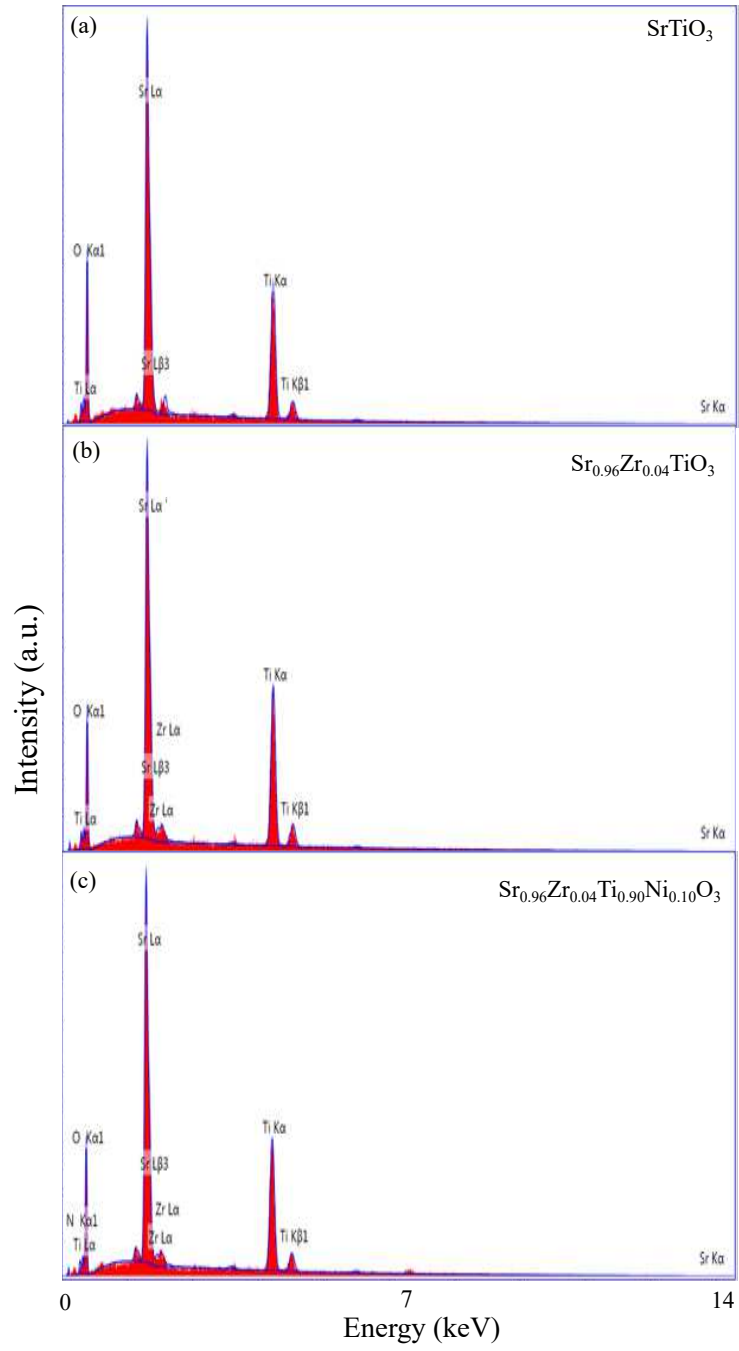 (a)
SrTiO₃
Sr Lα
O Kα1
Ti Kα
Sr Lβ3
Ti Lα
Ti Kβ1
Sr Kα
(b)
Sr₀.₉₆Zr₀.₀₄TiO₃
Sr Lα
Ti Kα
O Kα1
Zr Lα
Sr Lβ3
Zr Lα
Ti Kβ1
Ti Lα
Sr Kα
(c)
Sr₀.₉₆Zr₀.₀₄Ti₀.₉₀Ni₀.₁₀O₃
Sr Lα
Ti Kα
O Kα1
Sr Lβ3
Zr Lα
N Kα1
Zr Lα
Ti Kβ1
Ti Lα
Sr Kα
Intensity (a.u.)
0 7 14
Energy (keV)